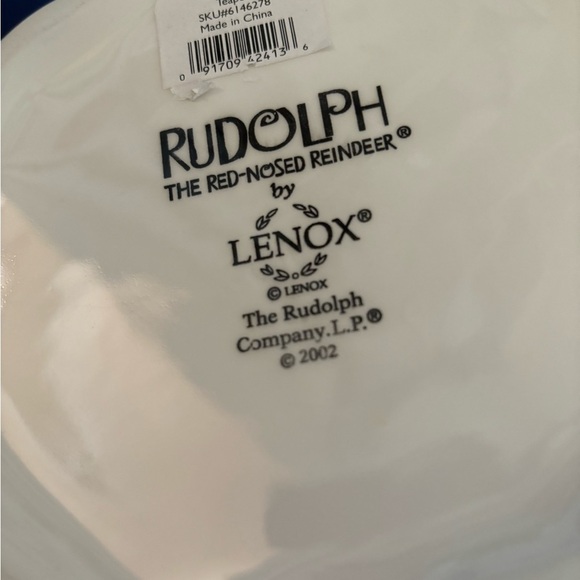 SKU#6146278
Made in China
0 91709 42413 6
RUDOLPH
THE RED-NOSED REINDEER®
by
LENOX®
© LENOX
The Rudolph
Company.L.P.®
© 2002